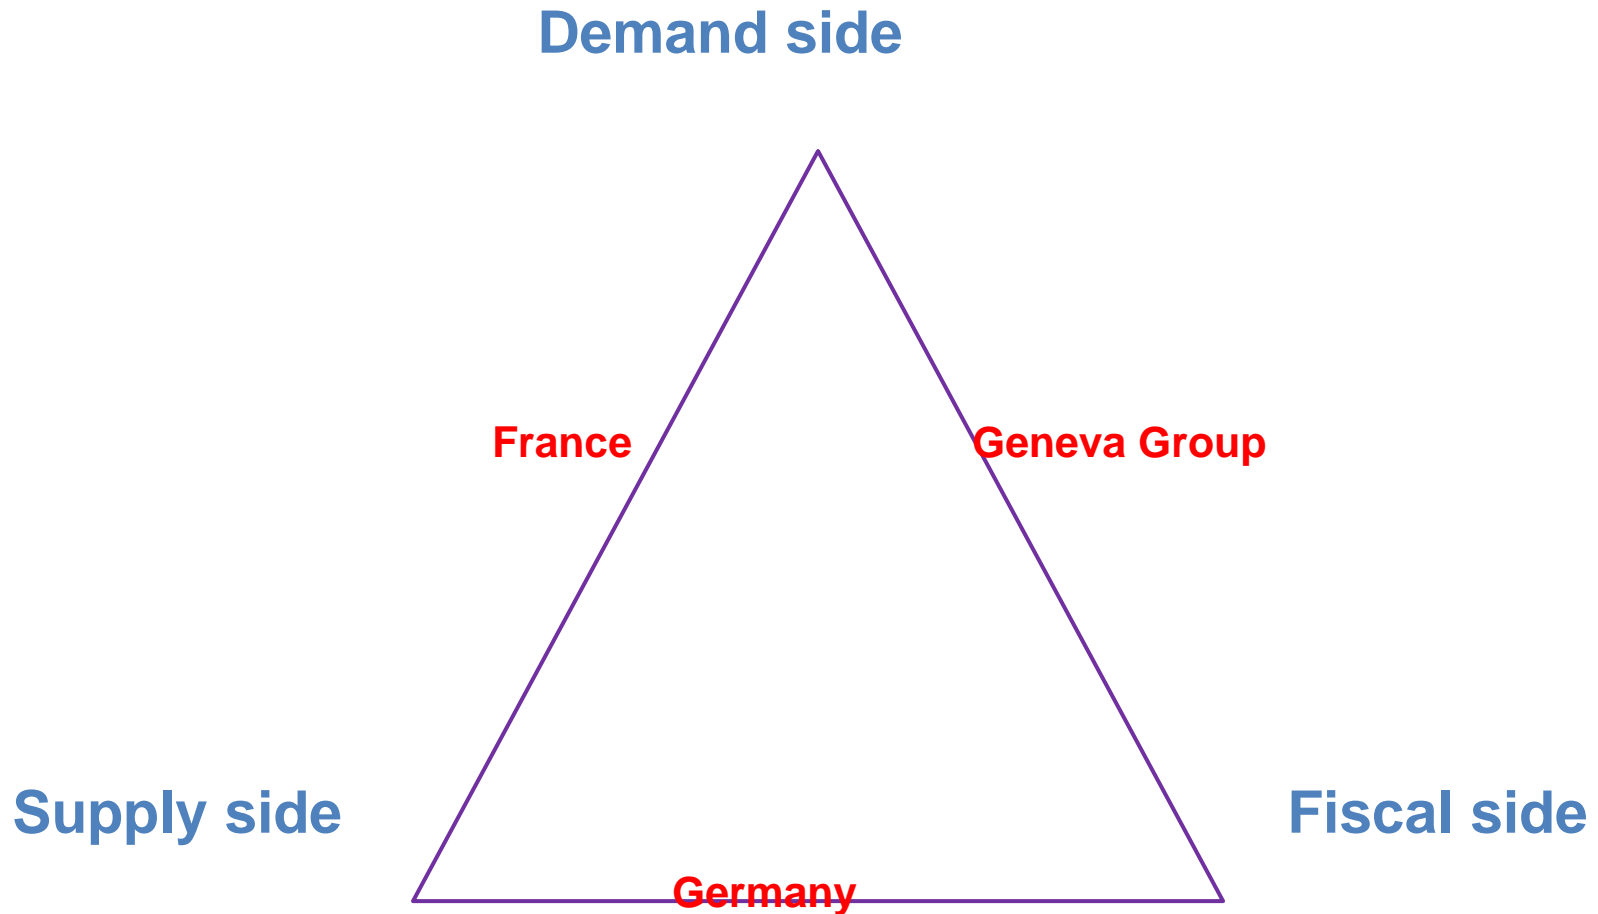 Demand side
France
Geneva Group
Supply side
Fiscal side
Germany